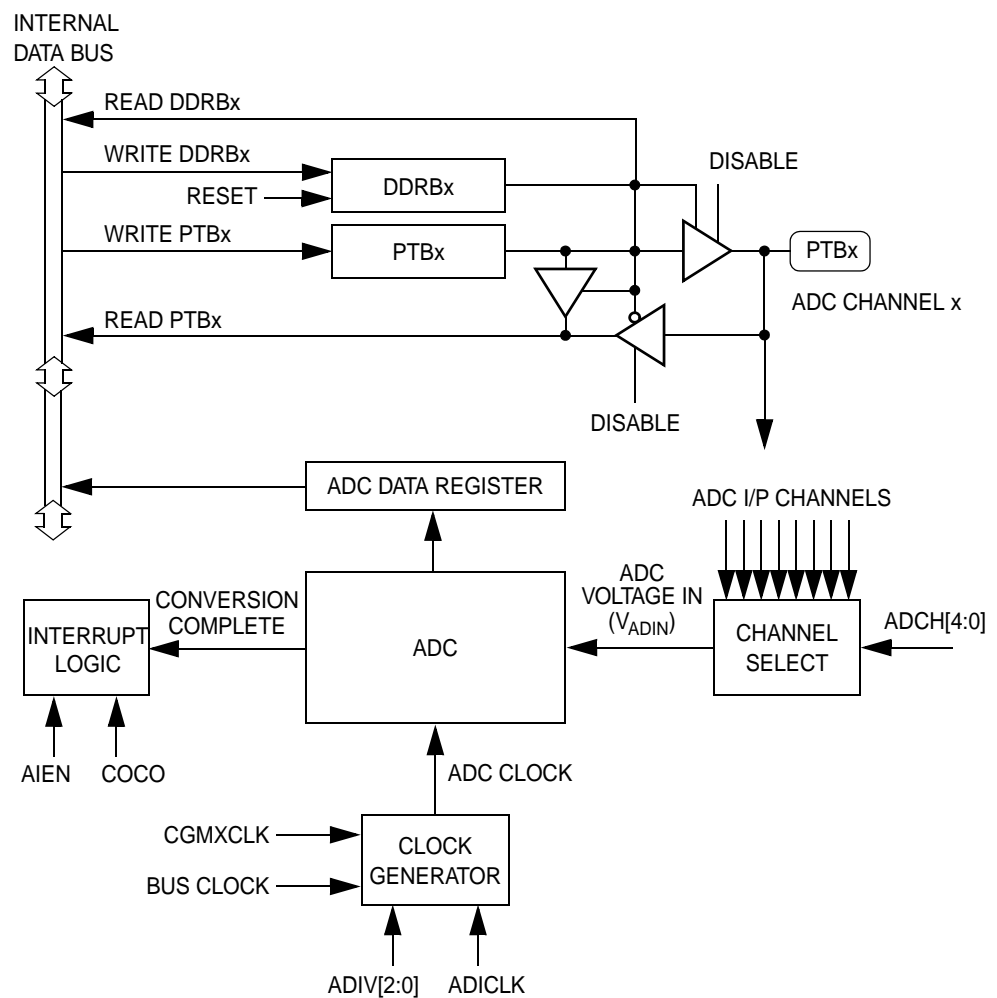 INTERNAL
DATA BUS
READ DDRBx
WRITE DDRBx
DISABLE
DDRBx
RESET
WRITE PTBx
PTBx
PTBx
ADC CHANNEL x
READ PTBx
DISABLE
ADC DATA REGISTER
ADC I/P CHANNELS
CONVERSION
COMPLETE
ADC
VOLTAGE IN
(VADIN)
INTERRUPT
LOGIC
ADC
CHANNEL
SELECT
ADCH[4:0]
AIEN
COCO
ADC CLOCK
CGMXCLK
CLOCK
GENERATOR
BUS CLOCK
ADIV[2:0]
ADICLK